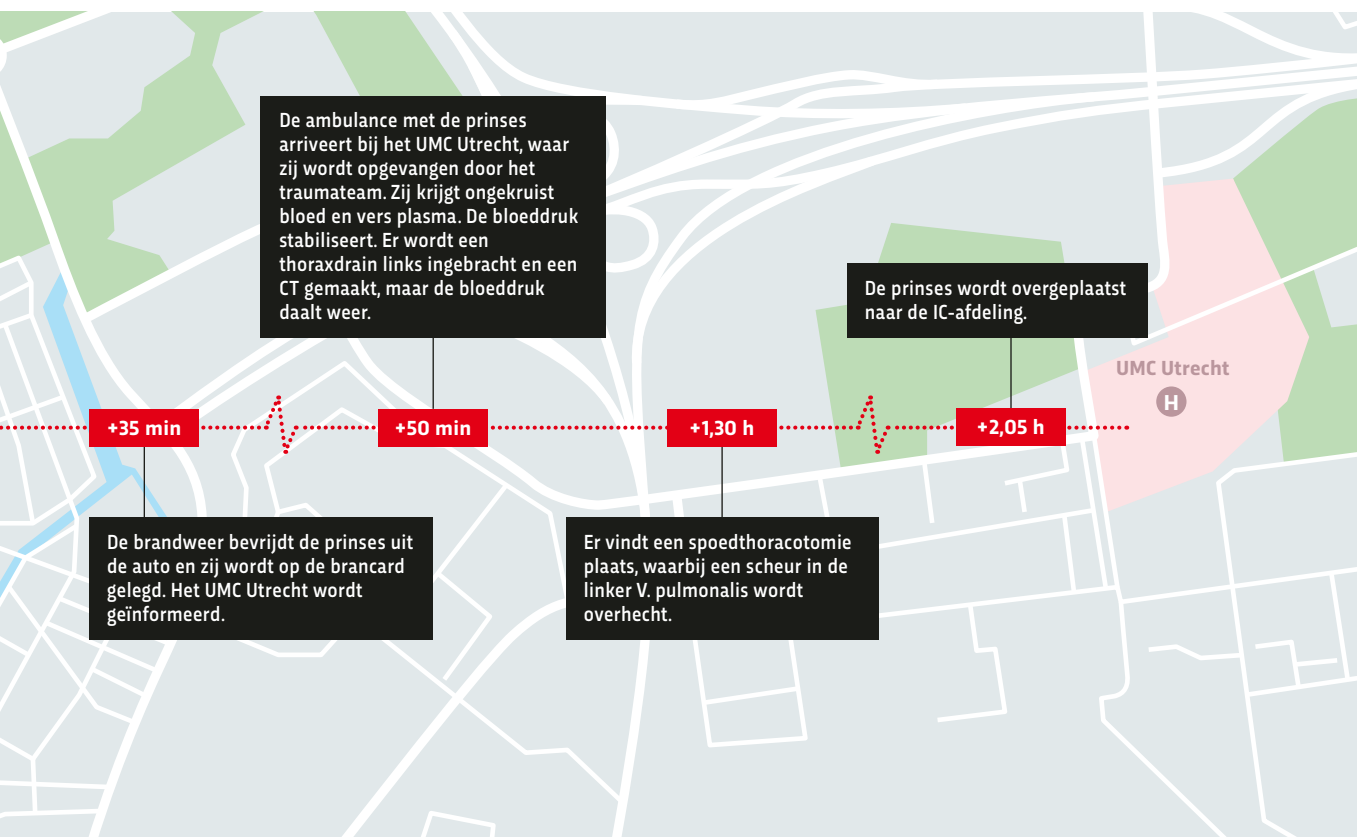 De ambulance met de prinses
arriveert bij het UMC Utrecht, waar
zij wordt opgevangen door het
traumateam. Zij krijgt ongekruist
bloed en vers plasma. De bloeddruk
stabiliseert. Er wordt een
thoraxdrain links ingebracht en een
CT gemaakt, maar de bloeddruk
daalt weer.
De prinses wordt overgeplaatst
naar de IC-afdeling.
UMC Utrecht
H
+35 min
+50 min
+1,30 h
+2,05 h
De brandweer bevrijdt de prinses uit
de auto en zij wordt op de brancard
gelegd. Het UMC Utrecht wordt
geïnformeerd.
Er vindt een spoedthoracotomie
plaats, waarbij een scheur in de
linker V. pulmonalis wordt
overhecht.